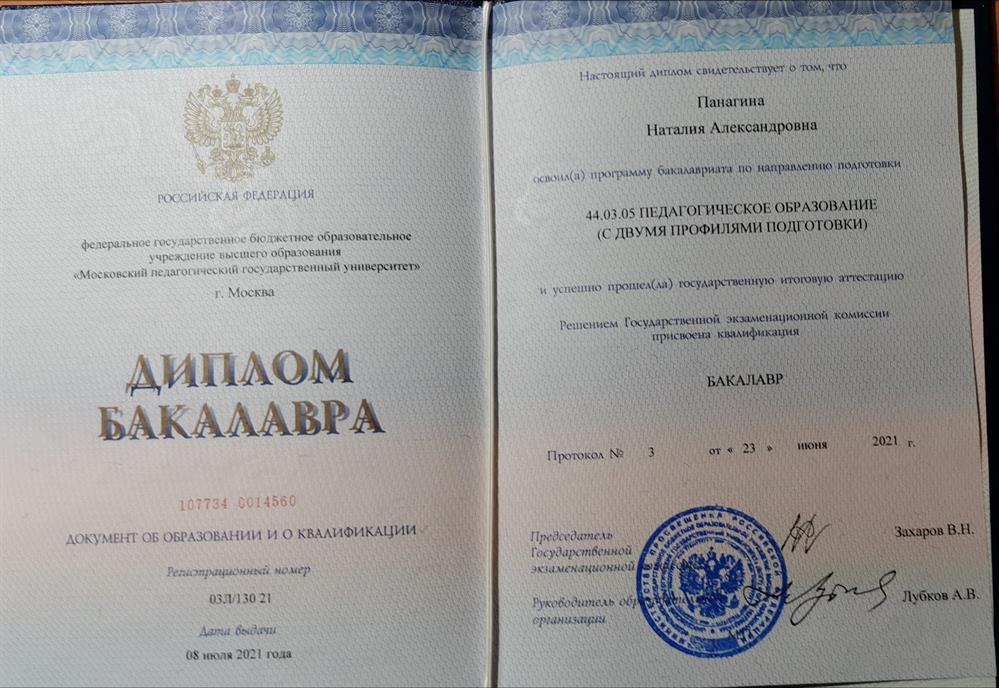 РОССИЙСКАЯ ФЕДЕРАЦИЯ
федеральное государственное бюджетное образовательное
учреждение высшего образования
«Московский педагогический государственный университет»
г. Москва
ДИПЛОМ
БАКАЛАВРА
107734 0014560
ДОКУМЕНТ ОБ ОБРАЗОВАНИИ И О КВАЛИФИКАЦИИ
Регистрационный номер
03Л/130 21
Дата выдачи
08 июля 2021 года
Настоящий диплом свидетельствует о том, что
Панагина
Наталия Александровна
освоил(а) программу бакалавриата по направлению подготовки
44.03.05 ПЕДАГОГИЧЕСКОЕ ОБРАЗОВАНИЕ
(С ДВУМЯ ПРОФИЛЯМИ ПОДГОТОВКИ)
и успешно прошел(ла) государственную итоговую аттестацию
Решением Государственной экзаменационной комиссии
присвоена квалификация
БАКАЛАВР
Протокол № 3 от « 23 » июня 2021 г.
Председатель
Государственной
экзаменационной
Захаров В.Н.
Руководитель
организации
Лубков А.В.